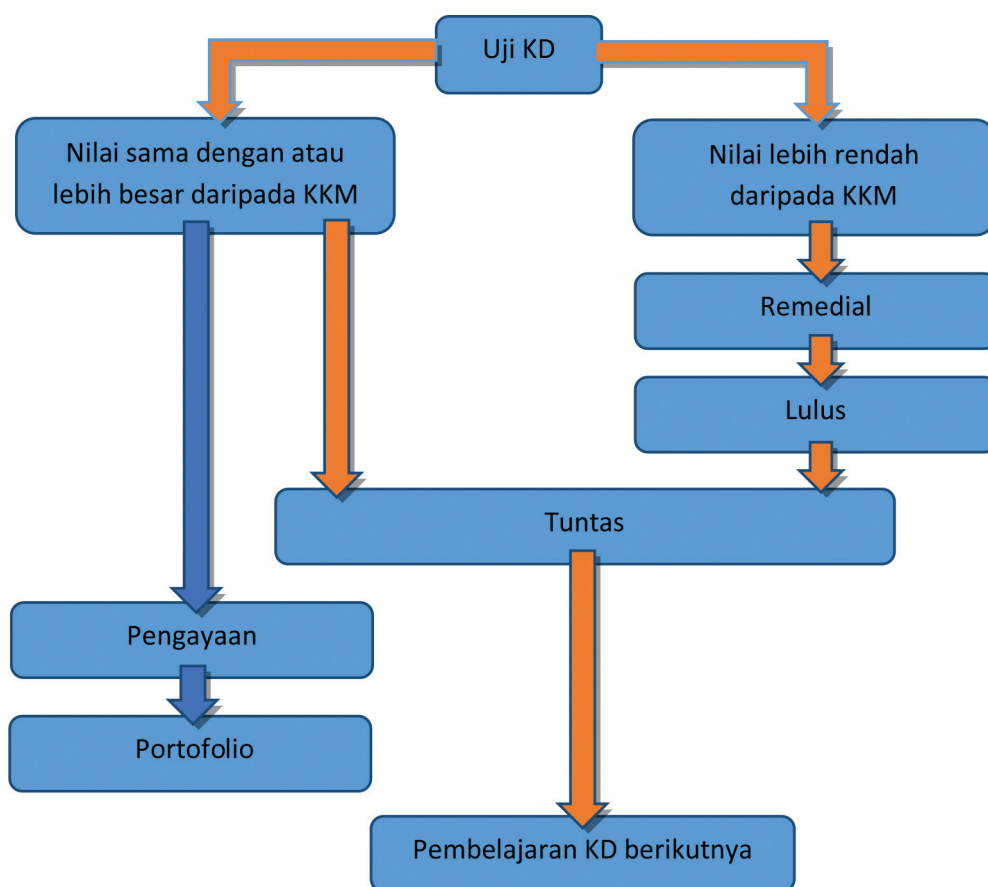 Uji KD
Nilai sama dengan atau
lebih besar daripada KKM
Nilai lebih rendah
daripada KKM
Remedial
Lulus
Tuntas
Pengayaan
Portofolio
Pembelajaran KD berikutnya